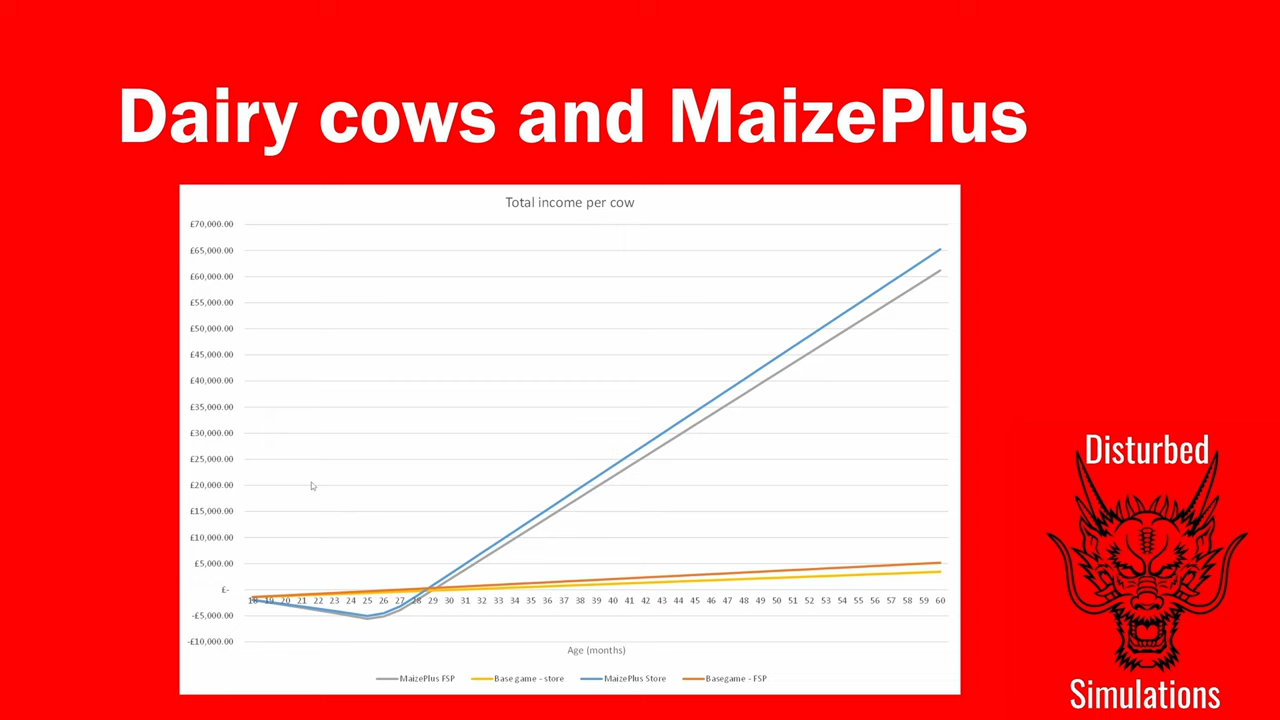 Dairy cows and MaizePlus
Total income per cow
£70,000.00
£65,000.00
£60,000.00
£55,000.00
£50,000.00
£45,000.00
£40,000.00
£35,000.00
£30,000.00
£25,000.00
£20,000.00
£15,000.00
£10,000.00
£5,000.00
£-
18 19 20 21 22 23 24 25 26 27 28 29 30 31 32 33 34 35 36 37 38 39 40 41 42 43 44 45 46 47 48 49 50 51 52 53 54 55 56 57 58 59 60
-£5,000.00
-£10,000.00
Age (months)
MaizePlus FSP Base game - store MaizePlus Store Basegame - FSP
Disturbed
Simulations